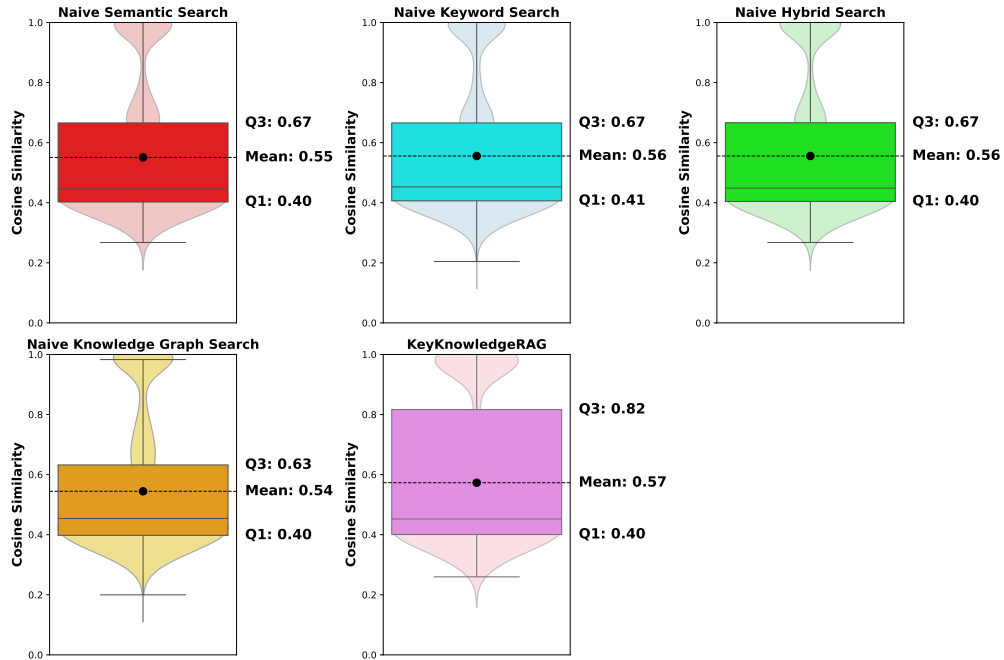 Naive Semantic Search
Cosine Similarity
1.0
0.8
0.6
0.4
0.2
0.0
Q3: 0.67
Mean: 0.55
Q1: 0.40
Naive Keyword Search
Cosine Similarity
1.0
0.8
0.6
0.4
0.2
0.0
Q3: 0.67
Mean: 0.56
Q1: 0.41
Naive Hybrid Search
Cosine Similarity
1.0
0.8
0.6
0.4
0.2
0.0
Q3: 0.67
Mean: 0.56
Q1: 0.40
Naive Knowledge Graph Search
Cosine Similarity
1.0
0.8
0.6
0.4
0.2
0.0
Q3: 0.63
Mean: 0.54
Q1: 0.40
KeyKnowledgeRAG
Cosine Similarity
1.0
0.8
0.6
0.4
0.2
0.0
Q3: 0.82
Mean: 0.57
Q1: 0.40